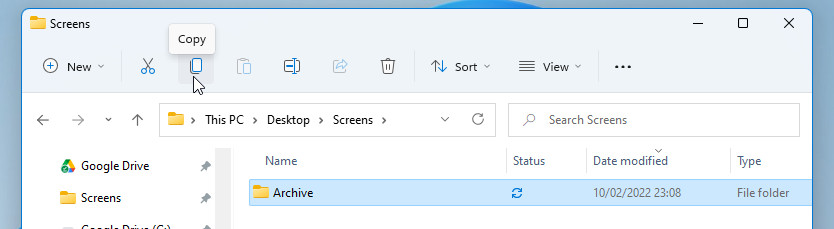 Screens
Copy
New
Sort
View
This PC > Desktop > Screens >
Search Screens
Name Status Date modified Type
Google Drive
Archive 10/02/2022 23:08 File folder
Screens
Google Drive (G:)